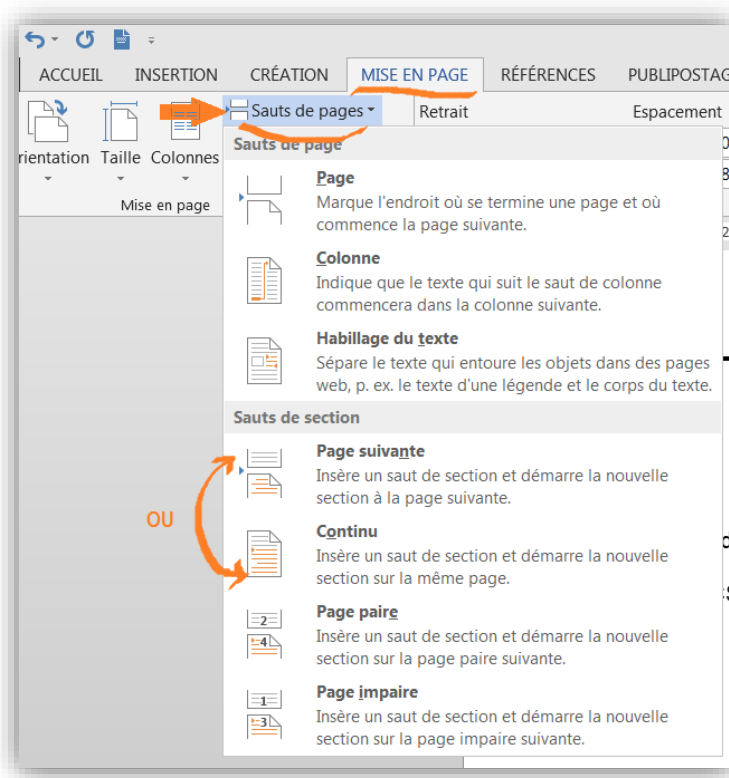 ACCUEIL INSERTION CRÉATION MISE EN PAGE RÉFÉRENCES PUBLIPOSTAG
Sauts de pages Retrait Espacement
rientation Taille Colonnes
Mise en page
Sauts de page
Page
Marque l'endroit où se termine une page et où
commence la page suivante.
Colonne
Indique que le texte qui suit le saut de colonne
commencera dans la colonne suivante.
Habillage du texte
Sépare le texte qui entoure les objets dans des pages
web, p. ex. le texte d'une légende et le corps du texte.
Sauts de section
Page suivante
Insère un saut de section et démarre la nouvelle
section à la page suivante.
OU
Continu
Insère un saut de section et démarre la nouvelle
section sur la même page.
Page paire
2
4
Insère un saut de section et démarre la nouvelle
section sur la page paire suivante.
Page impaire
1
3
Insère un saut de section et démarre la nouvelle
section sur la page impaire suivante.